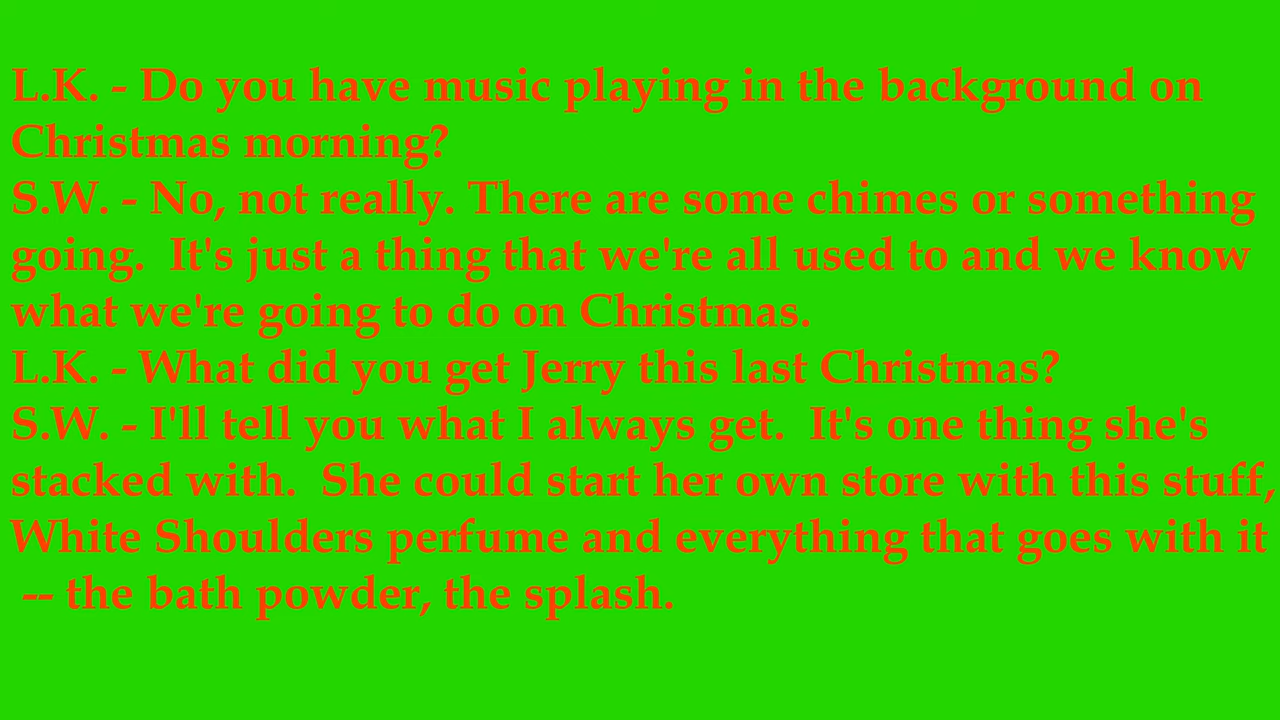 L.K. - Do you have music playing in the background on
Christmas morning?
S.W. - No, not really. There are some chimes or something
going.  It's just a thing that we're all used to and we know
what we're going to do on Christmas.
L.K. - What did you get Jerry this last Christmas?
S.W. - I'll tell you what I always get.  It's one thing she's
stacked with.  She could start her own store with this stuff,
White Shoulders perfume and everything that goes with it
-- the bath powder, the splash.